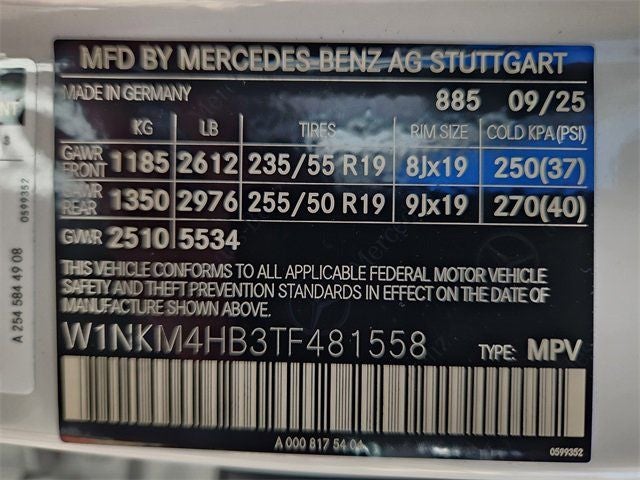 MFD BY MERCEDES-BENZ AG STUTTGART
MADE IN GERMANY 885 09/25
KG LB TIRES RIM SIZE COLD KPA(PSI)
GAWR FRONT 1185 2612 235/55 R19 8Jx19 250(37)
GAWR REAR 1350 2976 255/50 R19 9Jx19 270(40)
GVWR 2510 5534
THIS VEHICLE CONFORMS TO ALL APPLICABLE FEDERAL MOTOR VEHICLE
SAFETY AND THEFT PREVENTION STANDARDS IN EFFECT ON THE DATE
OF MANUFACTURE SHOWN ABOVE.
W1NKM4HB3TF481558 TYPE: MPV
A 000 817 54 04
0599352
A 254 584 49 08
0599352